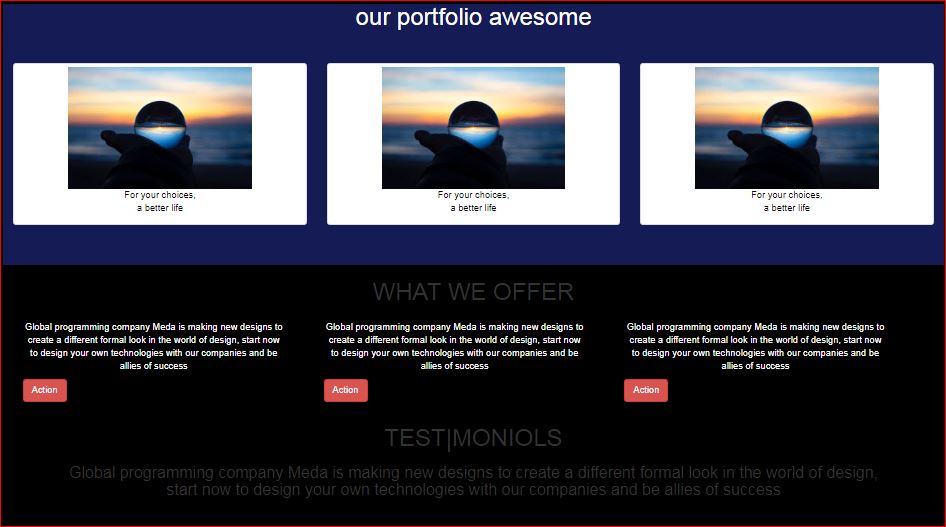 our portfolio awesome
For your choices,
a better life
For your choices,
a better life
For your choices,
a better life
WHAT WE OFFER
Global programming company Meda is making new designs to
create a different formal look in the world of design, start now
to design your own technologies with our companies and be
allies of success
Action
Global programming company Meda is making new designs to
create a different formal look in the world of design, start now
to design your own technologies with our companies and be
allies of success
Action
Global programming company Meda is making new designs to
create a different formal look in the world of design, start now
to design your own technologies with our companies and be
allies of success
Action
TEST|MONIOLS
Global programming company Meda is making new designs to create a different formal look in the world of design,
start now to design your own technologies with our companies and be allies of success